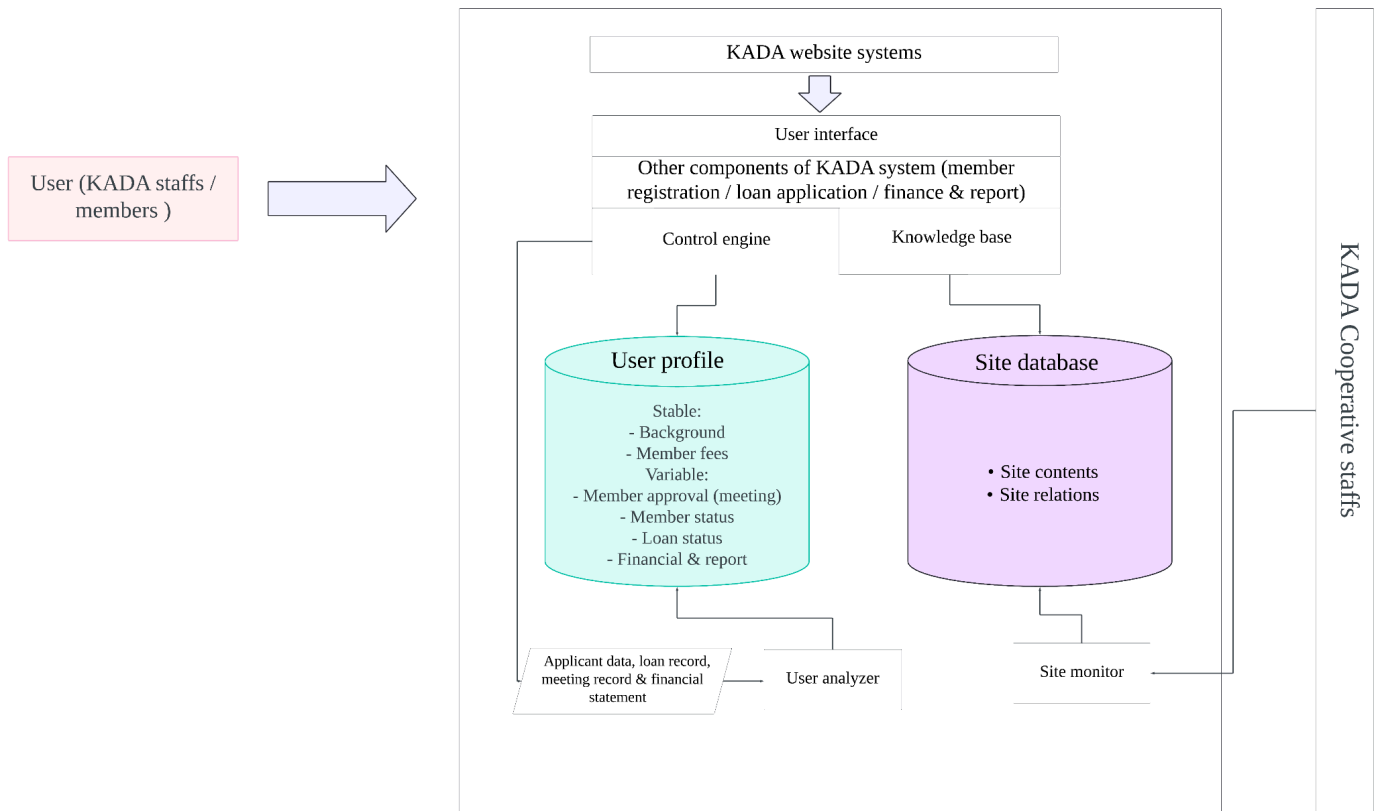 KADA website systems
User interface
Other components of KADA system (member
registration / loan application / finance & report)
User (KADA staffs /
members )
Control engine
Knowledge base
User profile
Stable:
- Background
- Member fees
Variable:
- Member approval (meeting)
- Member status
- Loan status
- Financial & report
Site database
• Site contents
• Site relations
KADA Cooperative staffs
Applicant data, loan record,
meeting record & financial
statement
User analyzer
Site monitor